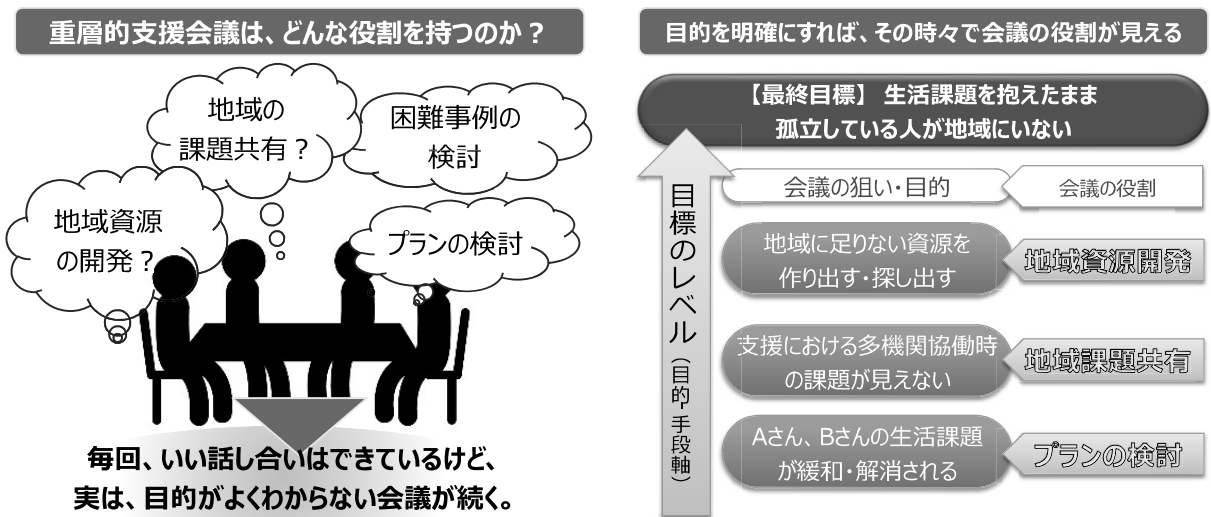 重層的支援会議は、どんな役割を持つのか？
地域の
課題共有？
困難事例の
検討
地域資源
の開発？
プランの検討
毎回、いい話し合いはできているけど、
実は、目的がよくわからない会議が続く。
目的を明確にすれば、その時々で会議の役割が見える
【最終目標】 生活課題を抱えたまま
孤立している人が地域にいない
目標のレベル（目的-手段軸）
会議の狙い・目的
会議の役割
地域に足りない資源を
作り出す・探し出す
地域資源開発
支援における多機関協働時
の課題が見えない
地域課題共有
Aさん、Bさんの生活課題
が緩和・解消される
プランの検討